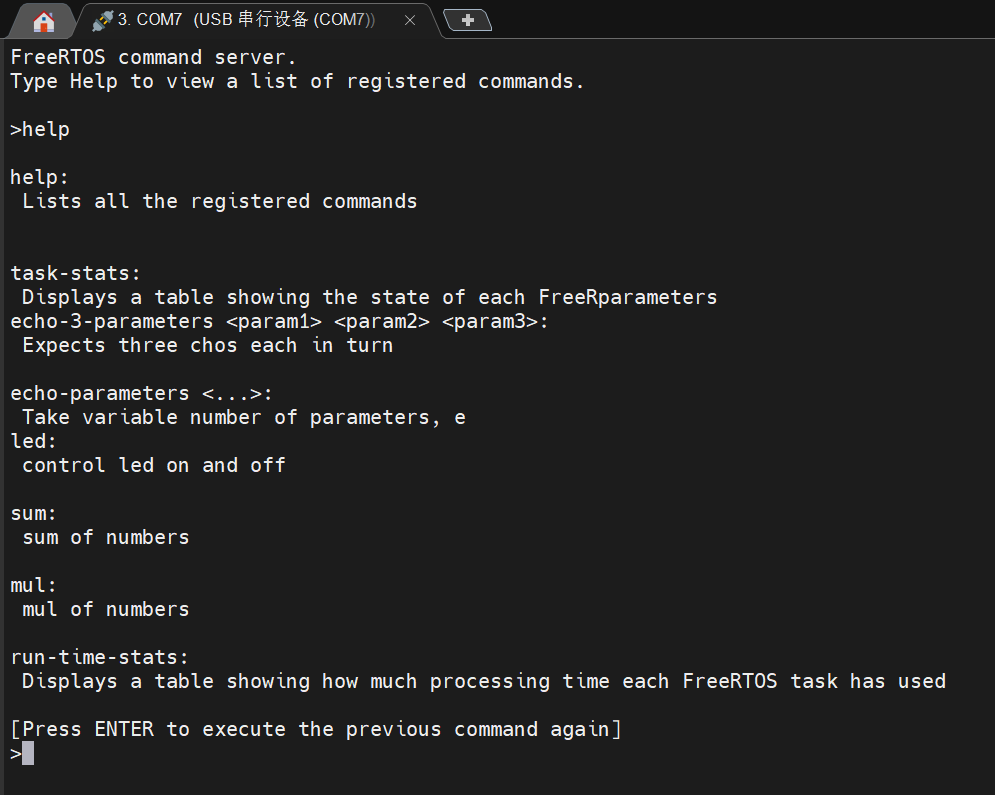 3. COM7 (USB 串行设备 (COM7))
FreeRTOS command server.
Type Help to view a list of registered commands.
>help
help:
Lists all the registered commands
task-stats:
Displays a table showing the state of each FreeRparameters
echo-3-parameters <param1> <param2> <param3>:
Expects three chos each in turn
echo-parameters <...>:
Take variable number of parameters, e
led:
control led on and off
sum:
sum of numbers
mul:
mul of numbers
run-time-stats:
Displays a table showing how much processing time each FreeRTOS task has used
[Press ENTER to execute the previous command again]
>